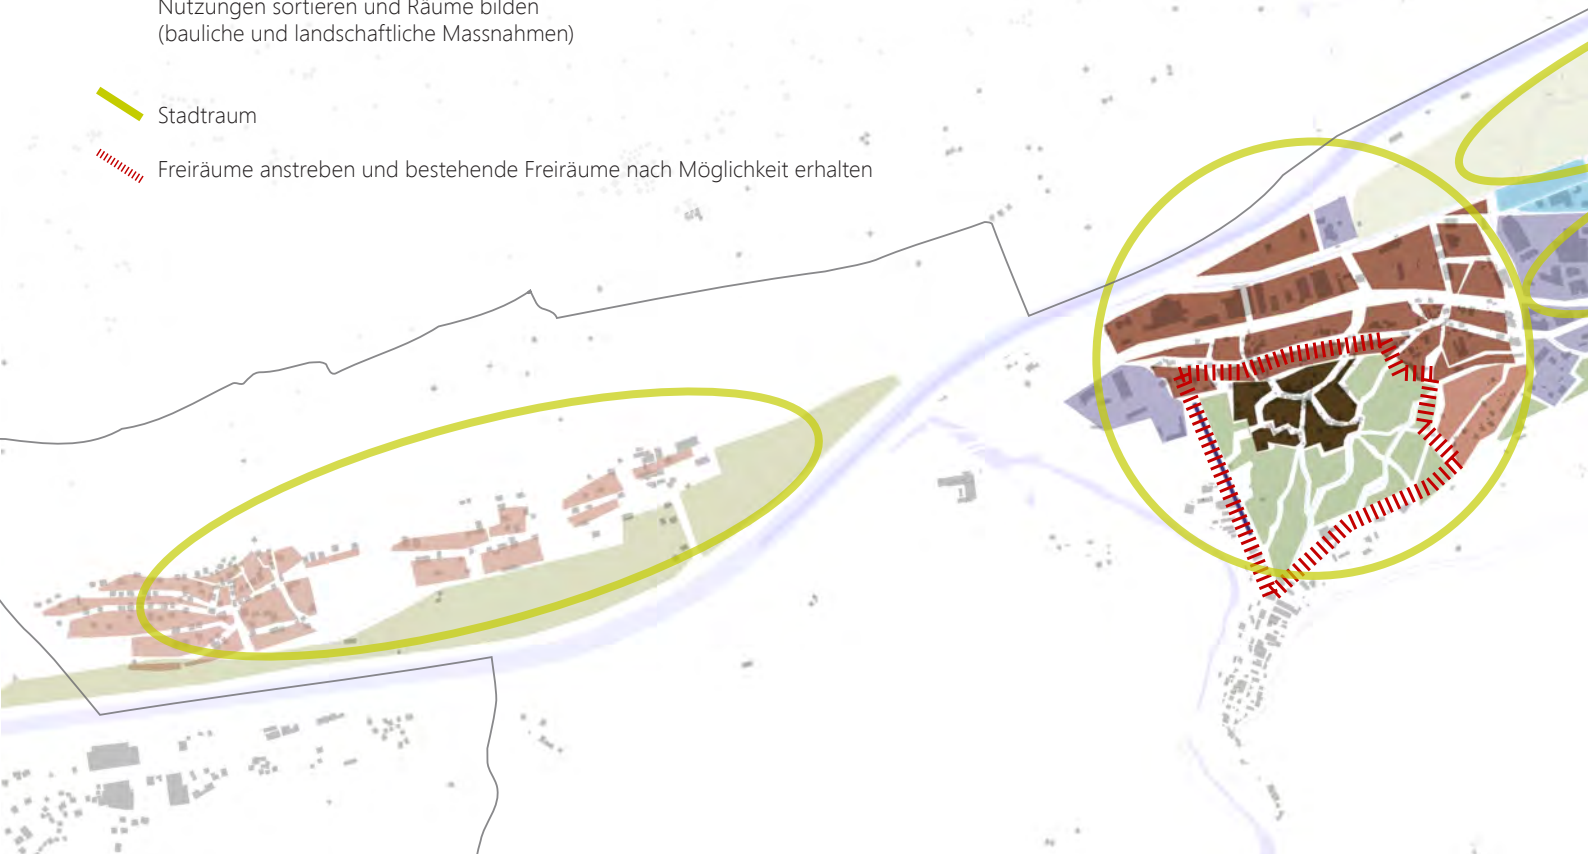 Nutzungen sortieren und Räume bilden
(bauliche und landschaftliche Massnahmen)
Stadtraum
Freiräume anstreben und bestehende Freiräume nach Möglichkeit erhalten